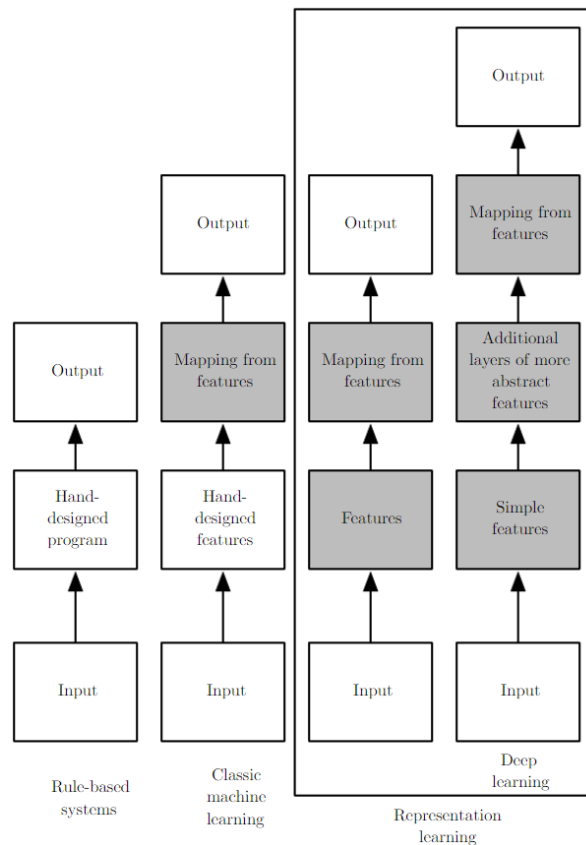 Output
Output
Output
Mapping from
features
Output
Mapping from
features
Mapping from
features
Additional
layers of more
abstract
features
Hand-
designed
program
Hand-
designed
features
Features
Simple
features
Input
Input
Input
Input
Rule-based
systems
Classic
machine
learning
Deep
learning
Representation
learning